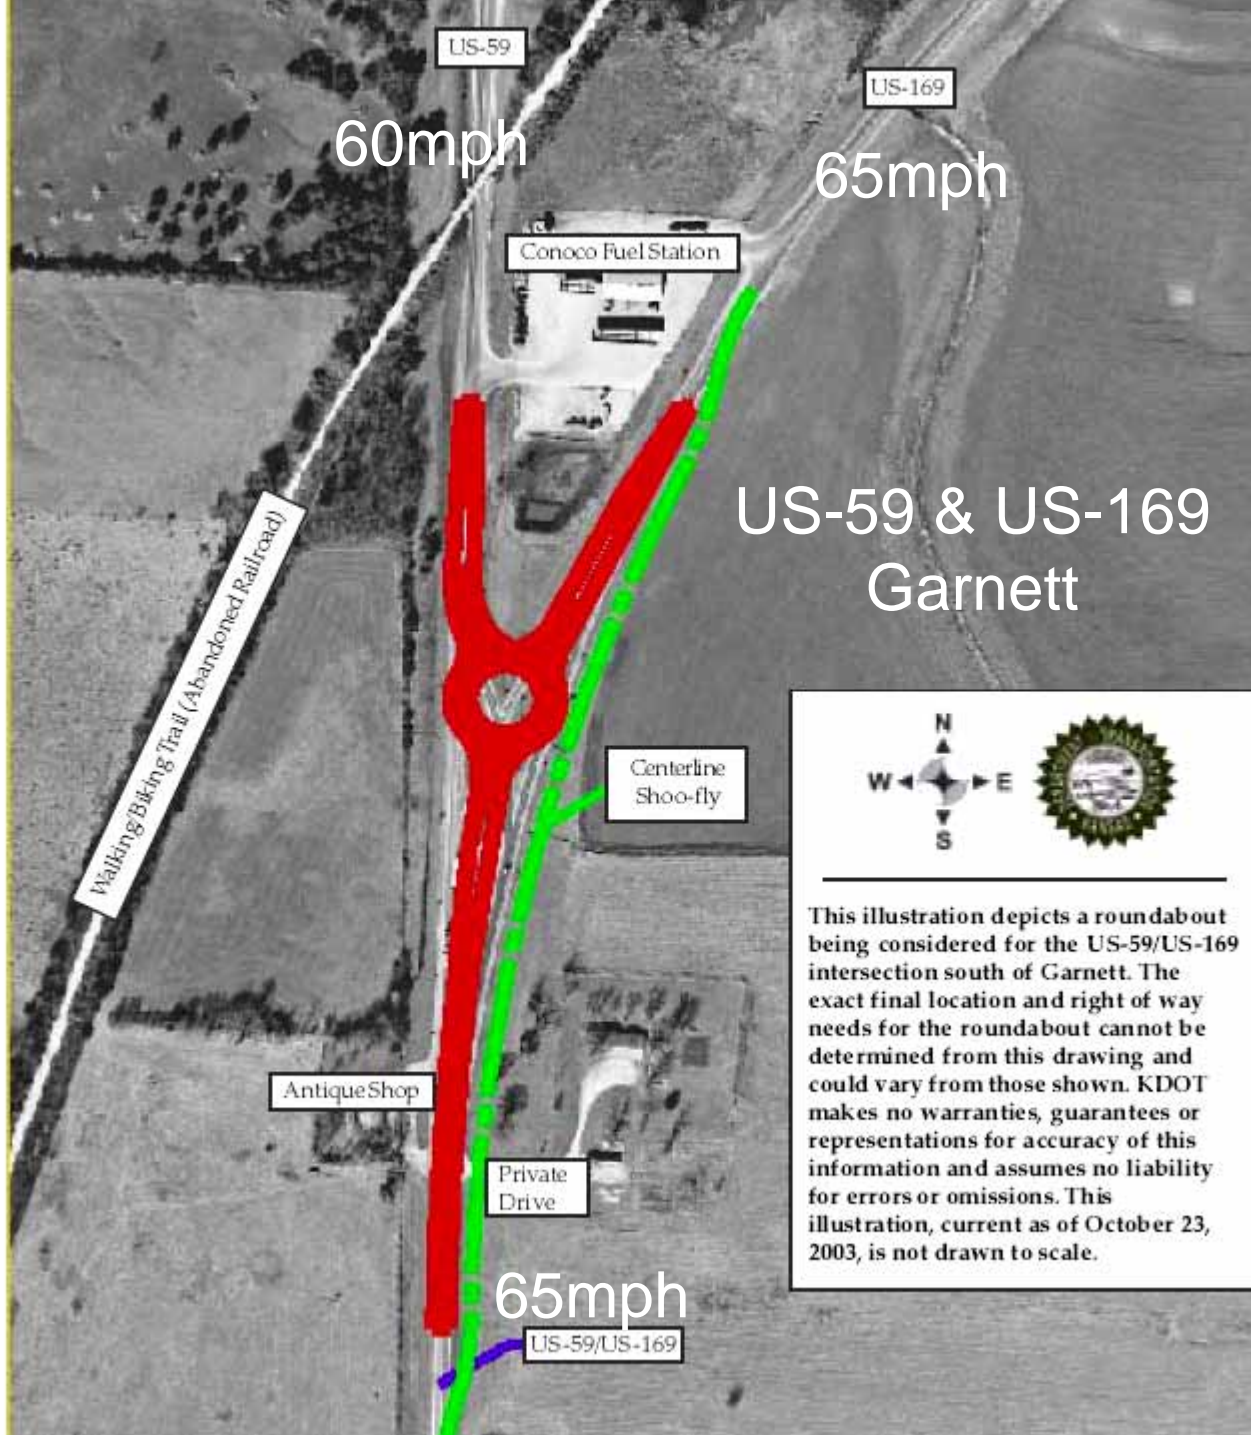 US-59
US-169
60mph
65mph
Conoco Fuel Station
US-59 & US-169
Garnett
Walking/Biking Trail (Abandoned Railroad)
N
W
E
S
Centerline
Shoo-fly
This illustration depicts a roundabout
being considered for the US-59/US-169
intersection south of Garnett. The
exact final location and right of way
needs for the roundabout cannot be
determined from this drawing and
could vary from those shown. KDOT
makes no warranties, guarantees or
representations for accuracy of this
information and assumes no liability
for errors or omissions. This
illustration, current as of October 23,
2003, is not drawn to scale.
Antique Shop
Private
Drive
65mph
US-59/US-169